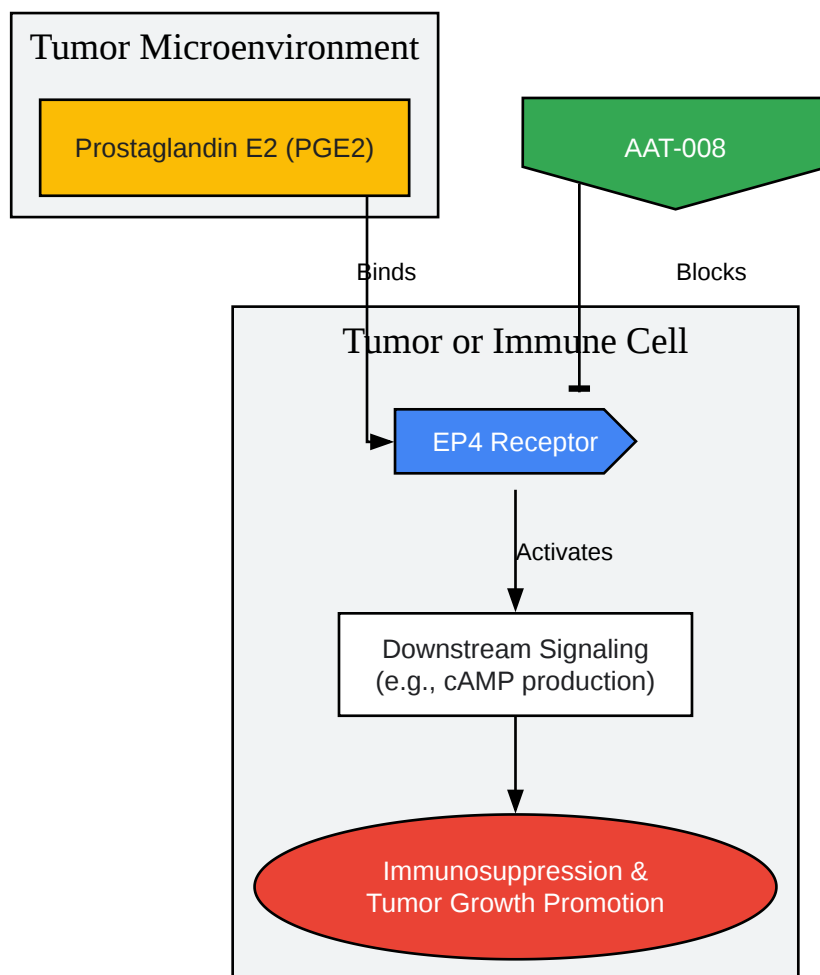 Tumor Microenvironment
Prostaglandin E2 (PGE2)
AAT-008
Binds
Blocks
Tumor or Immune Cell
EP4 Receptor
Activates
Downstream Signaling
(e.g., cAMP production)
Immunosuppression &
Tumor Growth Promotion